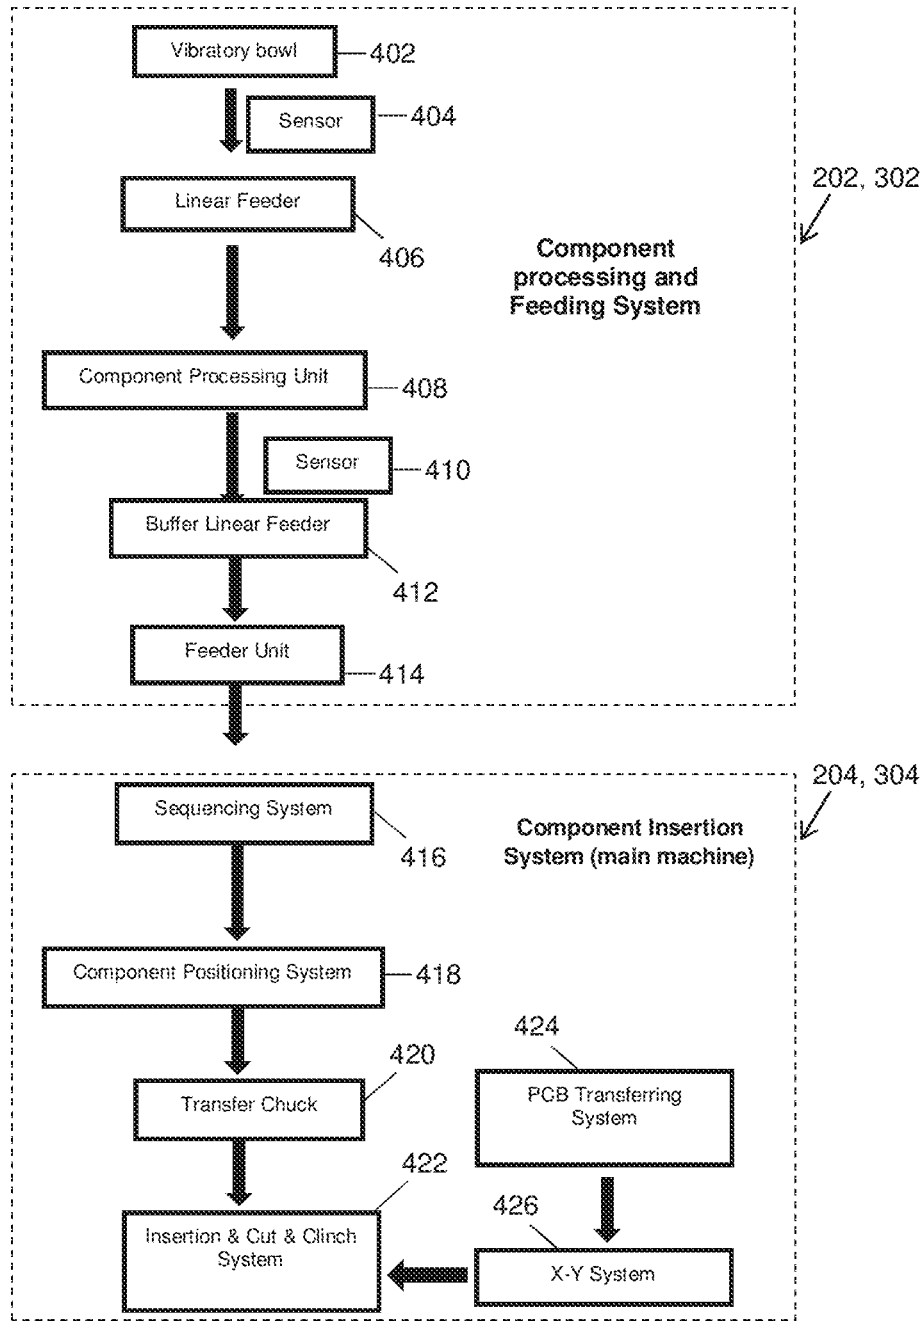 Vibratory bowl
402
Sensor
404
Linear Feeder
406
202, 302
Component
processing and
Feeding System
Component Processing Unit
408
Sensor
410
Buffer Linear Feeder
412
Feeder Unit
414
204, 304
Sequencing System
416
Component Insertion
System (main machine)
Component Positioning System
418
420
Transfer Chuck
424
PCB Transferring
System
422
Insertion & Cut & Clinch
System
426
X-Y System